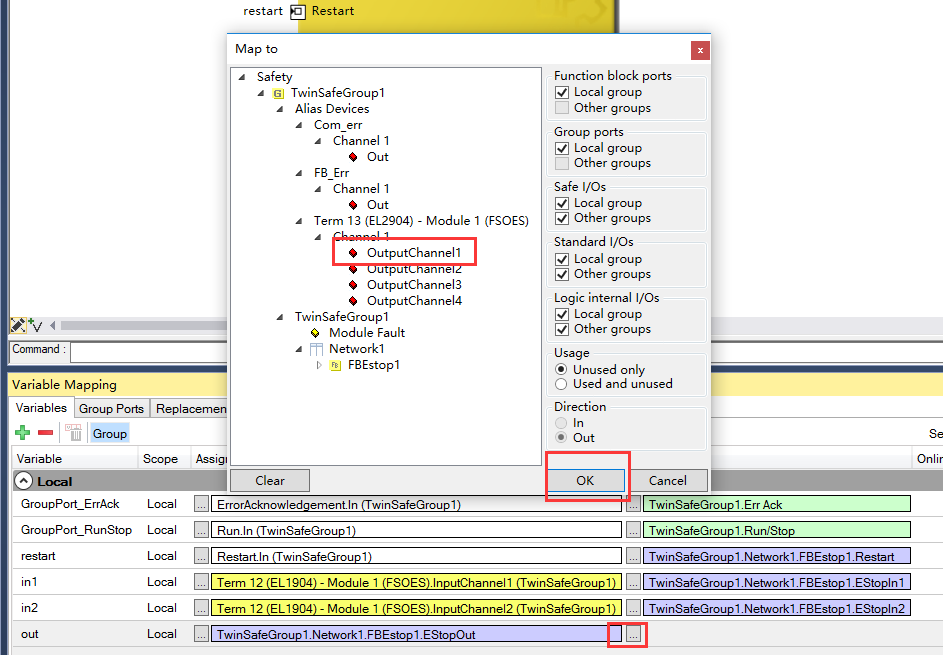 restart Restart
Map to
Safety
TwinSafeGroup1
Alias Devices
Com_err
Channel 1
Out
FB_Err
Channel 1
Out
Term 13 (EL2904) - Module 1 (FSOES)
Channel 1
OutputChannel1
OutputChannel2
OutputChannel3
OutputChannel4
TwinSafeGroup1
Module Fault
Network1
FBEstop1
Function block ports
Local group
Other groups
Group ports
Local group
Other groups
Safe I/Os
Local group
Other groups
Standard I/Os
Local group
Other groups
Logic internal I/Os
Local group
Other groups
Usage
Unused only
Used and unused
Direction
In
Out
Clear OK Cancel
Command :
Variable Mapping
Variables Group Ports Replacemen
Group Se
Variable Scope Assig Onlin
Local
GroupPort_ErrAck Local ... ErrorAcknowledgement.In (TwinSafeGroup1) ... TwinSafeGroup1.Err Ack
GroupPort_RunStop Local ... Run.In (TwinSafeGroup1) ... TwinSafeGroup1.Run/Stop
restart Local ... Restart.In (TwinSafeGroup1) ... TwinSafeGroup1.Network1.FBEstop1.Restart
in1 Local ... Term 12 (EL1904) - Module 1 (FSOES).InputChannel1 (TwinSafeGroup1) ... TwinSafeGroup1.Network1.FBEstop1.EStopIn1
in2 Local ... Term 12 (EL1904) - Module 1 (FSOES).InputChannel2 (TwinSafeGroup1) ... TwinSafeGroup1.Network1.FBEstop1.EStopIn2
out Local ... TwinSafeGroup1.Network1.FBEstop1.EStopOut ...